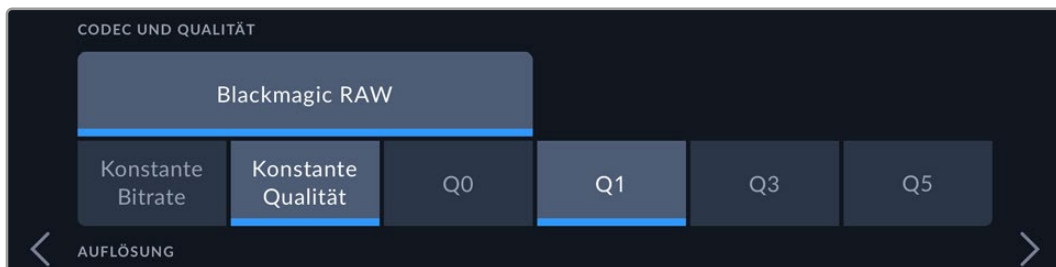 CODEC UND QUALITÄT
Blackmagic RAW
Konstante
Bitrate
Konstante
Qualität
Q0
Q1
Q3
Q5
AUFLÖSUNG